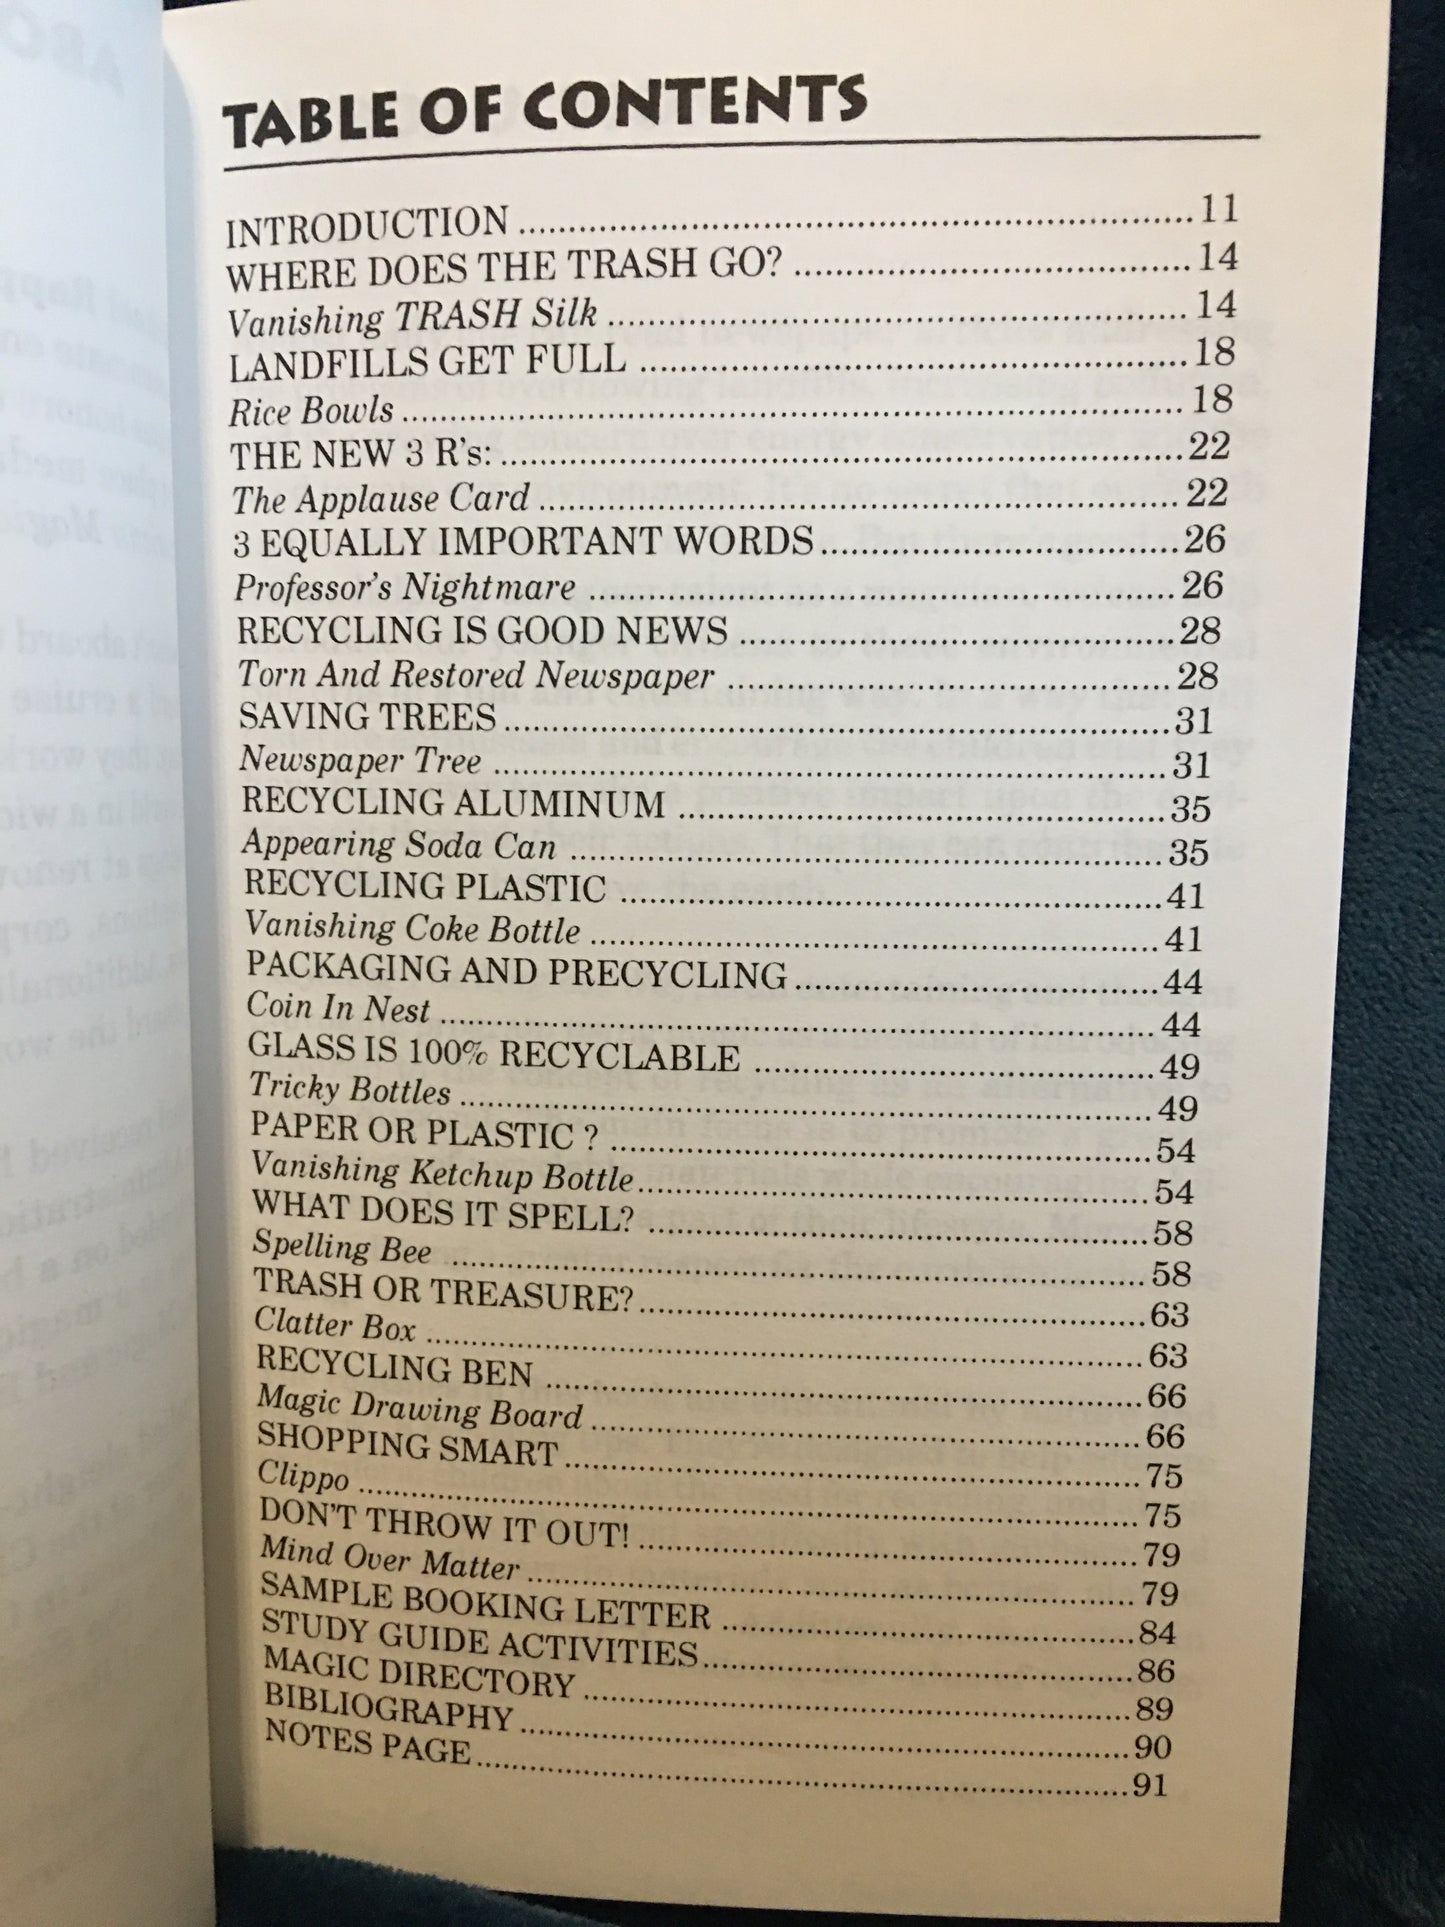 TABLE OF CONTENTS
INTRODUCTION ........ 11
WHERE DOES THE TRASH GO? ........ 14
Vanishing TRASH Silk ........ 14
LANDFILLS GET FULL ........ 18
Rice Bowls ........ 18
THE NEW 3 R's: ........ 22
The Applause Card ........ 22
3 EQUALLY IMPORTANT WORDS ........ 26
Professor's Nightmare ........ 26
RECYCLING IS GOOD NEWS ........ 28
Torn And Restored Newspaper ........ 28
SAVING TREES ........ 31
Newspaper Tree ........ 31
RECYCLING ALUMINUM ........ 35
Appearing Soda Can ........ 35
RECYCLING PLASTIC ........ 41
Vanishing Coke Bottle ........ 41
PACKAGING AND PRECYCLING ........ 44
Coin In Nest ........ 44
GLASS IS 100% RECYCLABLE ........ 49
Tricky Bottles ........ 49
PAPER OR PLASTIC ? ........ 54
Vanishing Ketchup Bottle ........ 54
WHAT DOES IT SPELL? ........ 58
Spelling Bee ........ 58
TRASH OR TREASURE? ........ 63
Clatter Box ........ 63
RECYCLING BEN ........ 66
Magic Drawing Board ........ 66
SHOPPING SMART ........ 75
Clippo ........ 75
DON'T THROW IT OUT! ........ 79
Mind Over Matter ........ 79
SAMPLE BOOKING LETTER ........ 84
STUDY GUIDE ACTIVITIES ........ 86
MAGIC DIRECTORY ........ 89
BIBLIOGRAPHY ........ 90
NOTES PAGE ........ 91